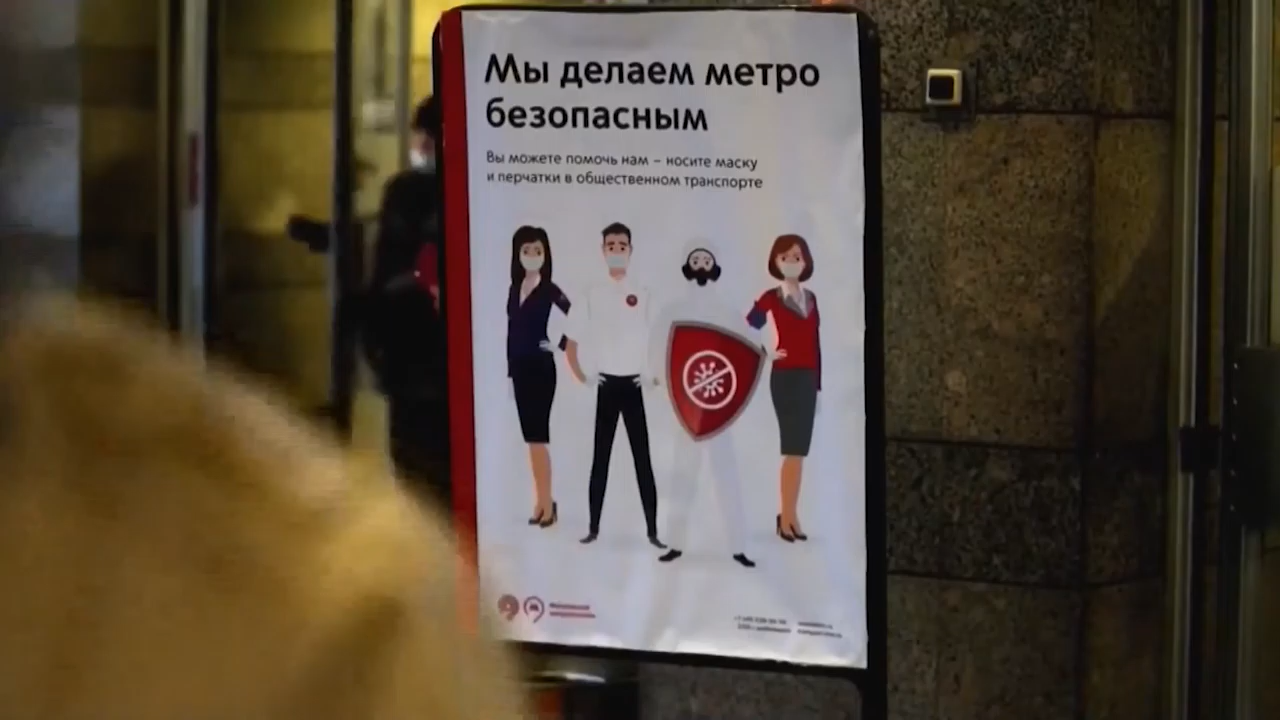 Мы делаем метро
безопасным
Вы можете помочь нам – носите маску
и перчатки в общественном транспорте